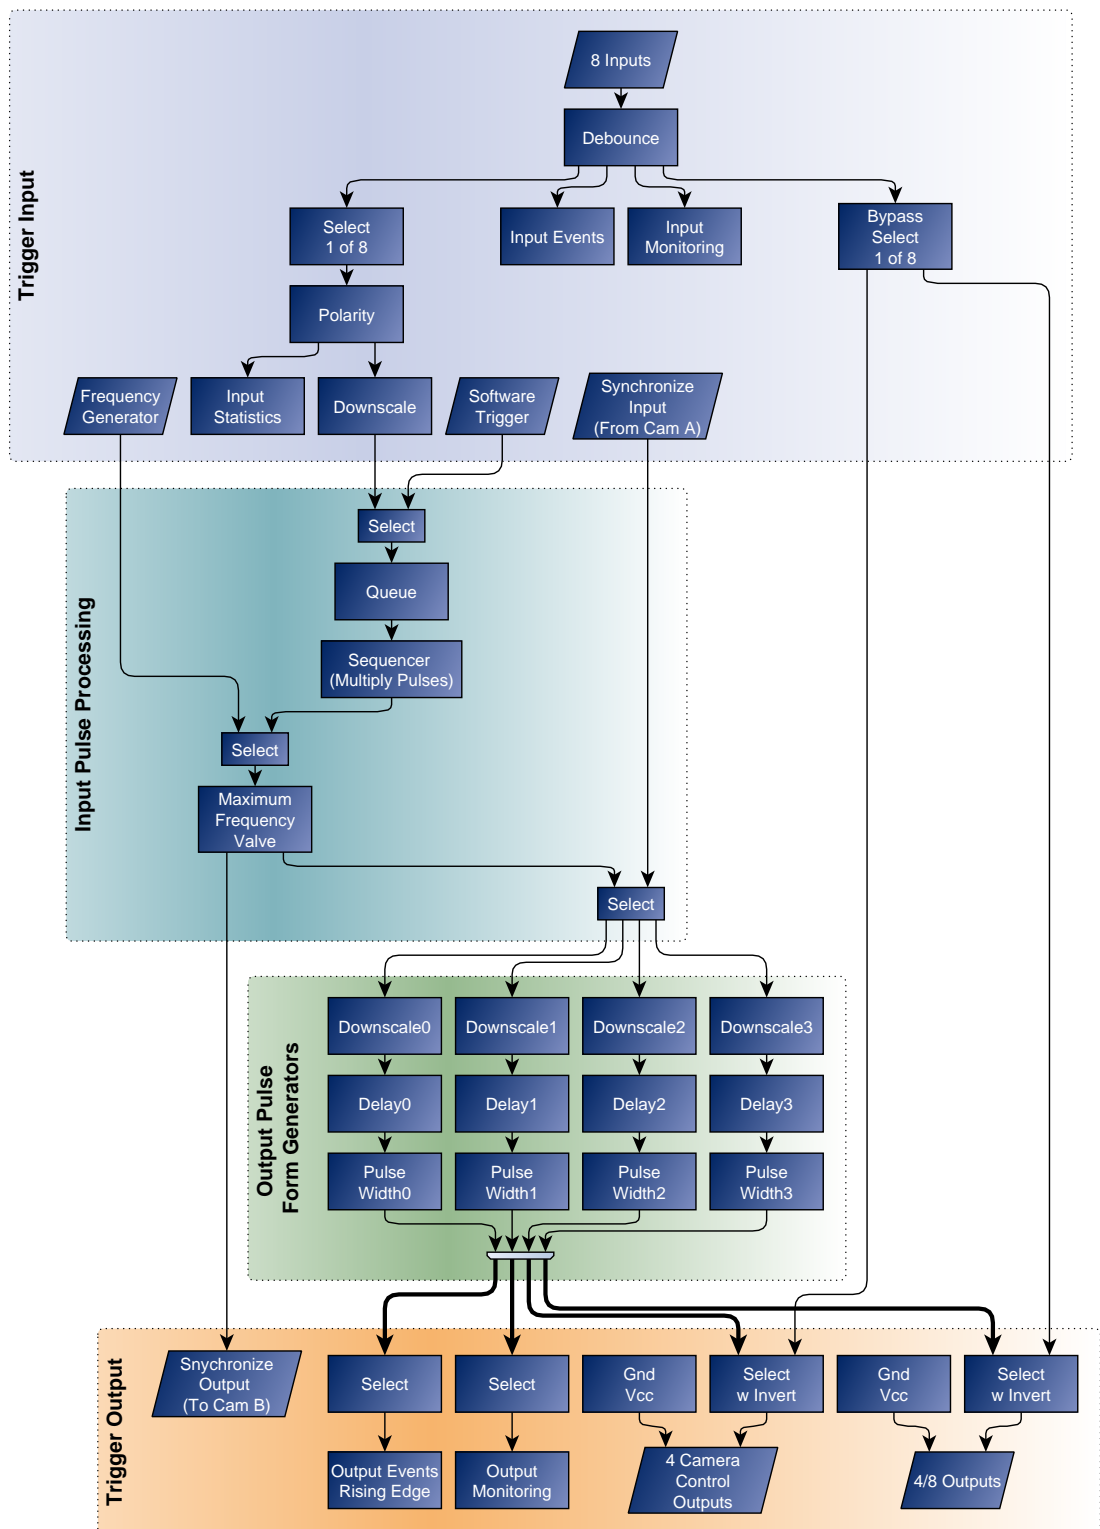 Trigger Input
8 Inputs
Debounce
Select
1 of 8
Input Events
Input
Monitoring
Bypass
Select
1 of 8
Polarity
Frequency
Generator
Input
Statistics
Downscale
Software
Trigger
Synchronize
Input
(From Cam A)
Input Pulse Processing
Select
Queue
Sequencer
(Multiply Pulses)
Select
Maximum
Frequency
Valve
Select
Output Pulse
Form Generators
Downscale0
Downscale1
Downscale2
Downscale3
Delay0
Delay1
Delay2
Delay3
Pulse
Width0
Pulse
Width1
Pulse
Width2
Pulse
Width3
Trigger Output
Snychronize
Output
(To Cam B)
Select
Select
Gnd
Vcc
Select
w Invert
Gnd
Vcc
Select
w Invert
Output Events
Rising Edge
Output
Monitoring
4 Camera
Control
Outputs
4/8 Outputs